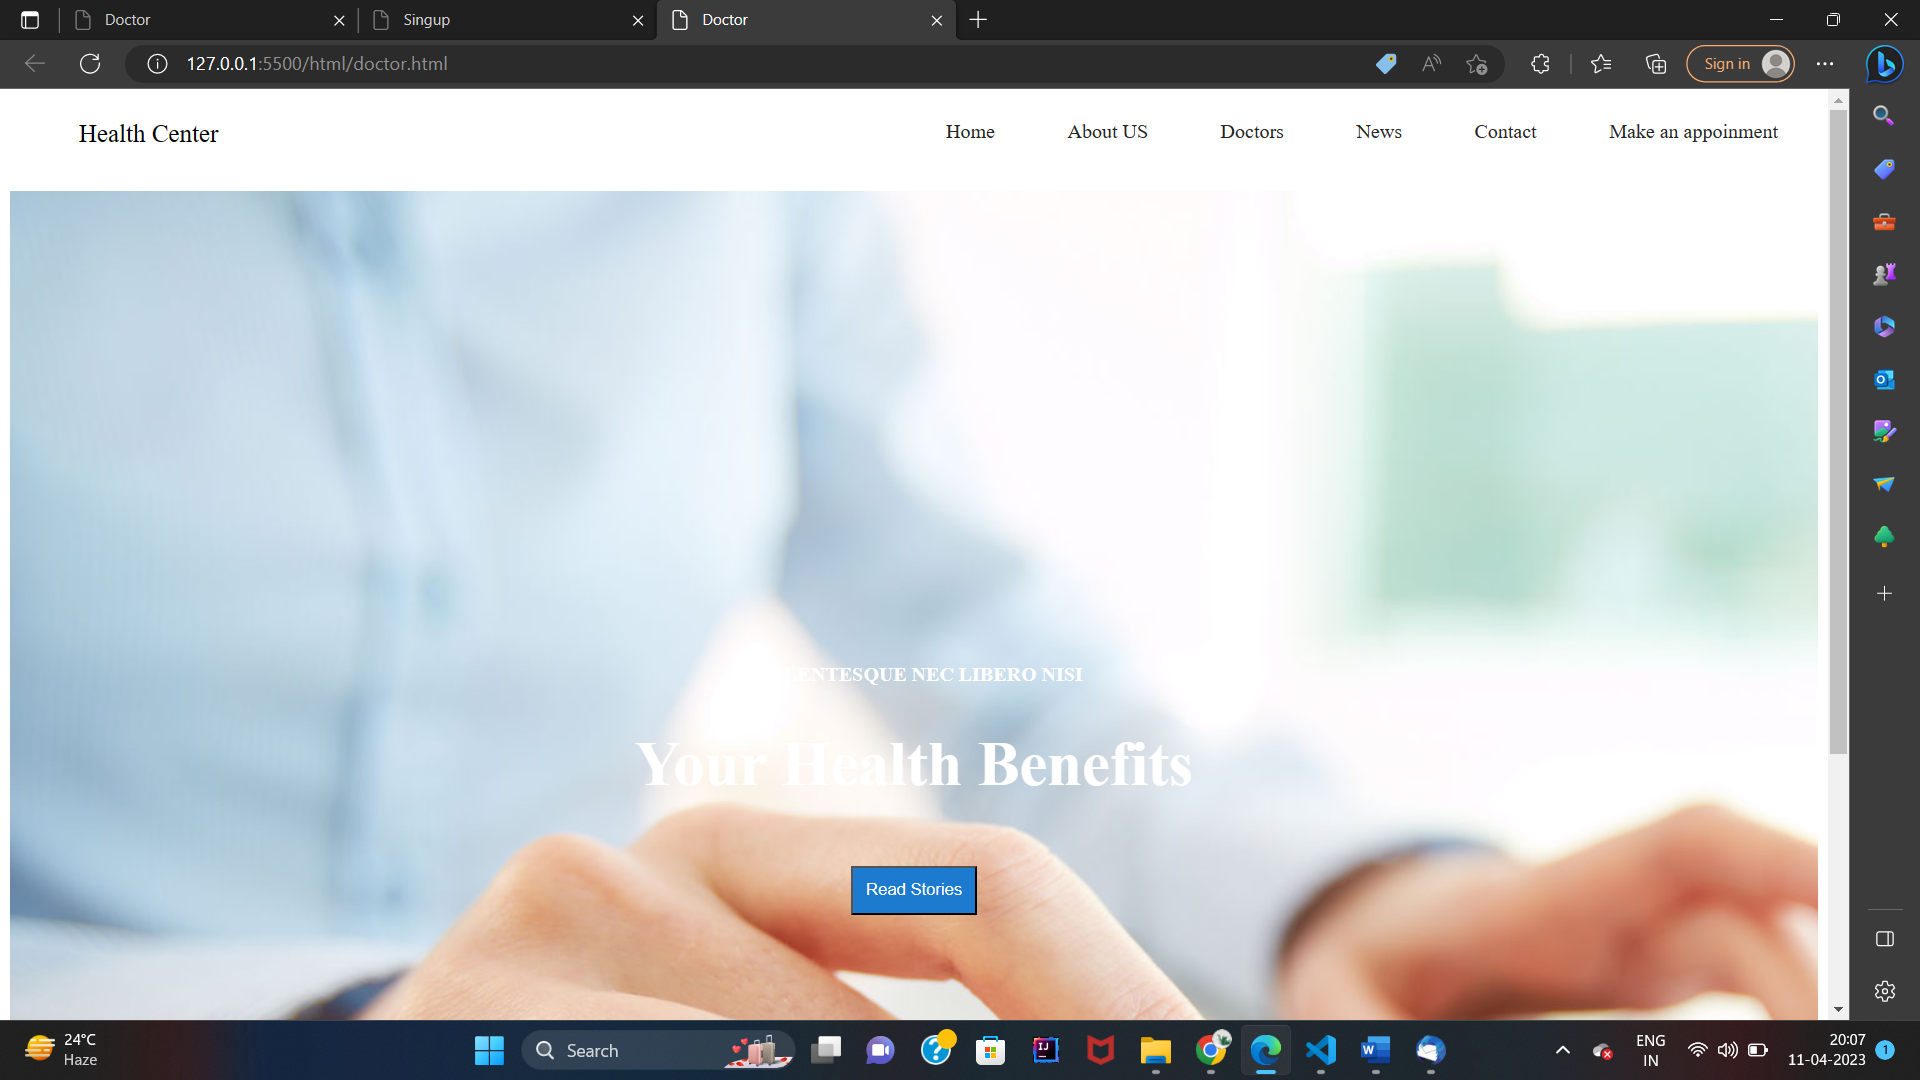 Doctor
Singup
Doctor
127.0.0.1:5500/html/doctor.html
Sign in
Health Center
Home
About US
Doctors
News
Contact
Make an appoinment
LENTESQUE NEC LIBERO NISI
Your Health Benefits
Read Stories
24°C
Haze
Search
ENG
IN
20:07
11-04-2023
1